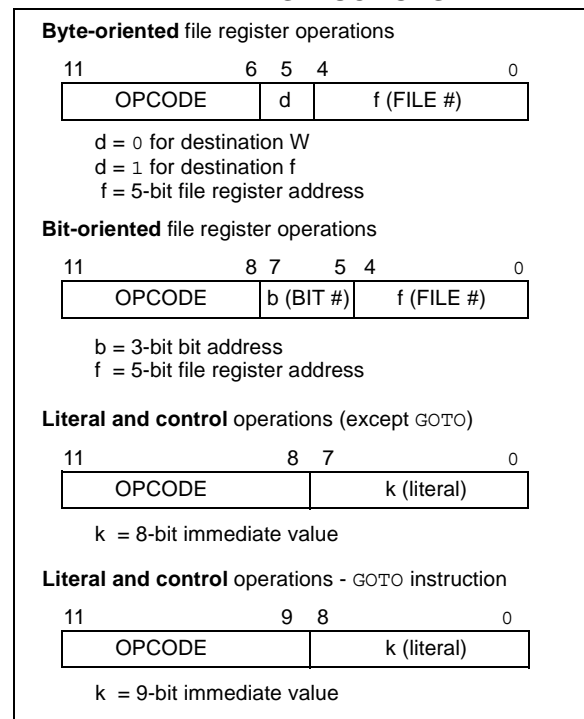 Byte-oriented file register operations
11 6 5 4 0
OPCODE d f (FILE #)
d = 0 for destination W
d = 1 for destination f
f = 5-bit file register address
Bit-oriented file register operations
11 8 7 5 4 0
OPCODE b (BIT #) f (FILE #)
b = 3-bit bit address
f = 5-bit file register address
Literal and control operations (except GOTO)
11 8 7 0
OPCODE k (literal)
k = 8-bit immediate value
Literal and control operations - GOTO instruction
11 9 8 0
OPCODE k (literal)
k = 9-bit immediate value